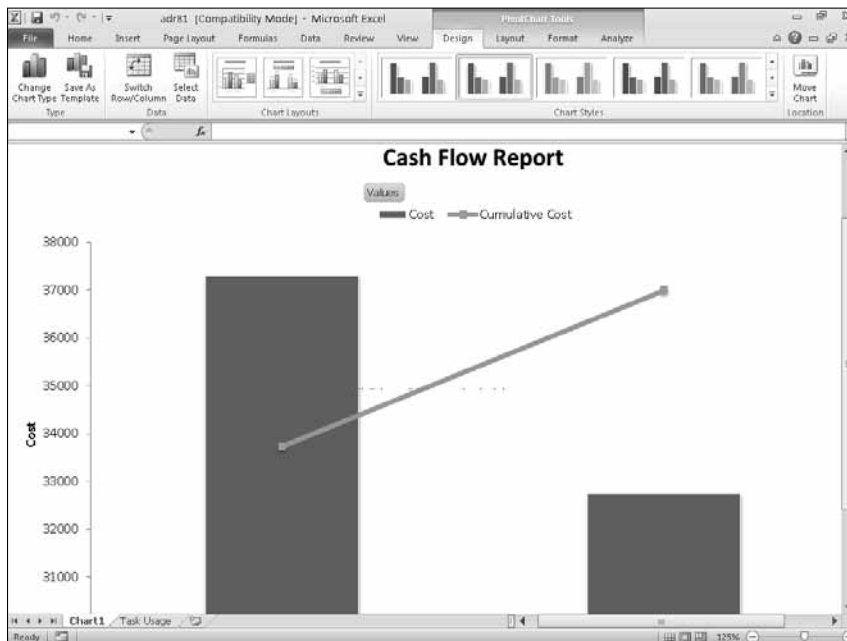 adr81 [Compatibility Mode] - Microsoft Excel
PivotChart Tools
File Home Insert Page Layout Formulas Data Review View Design Layout Format Analyze
Change Chart Type
Save As Template
Switch Row/Column
Select Data
Move Chart
Type Data Chart Layouts Chart Styles Location
fx
Cash Flow Report
Values
Cost Cumulative Cost
38000
37000
36000
35000
34000
33000
32000
31000
Cost
Chart1 Task Usage
Ready 125%